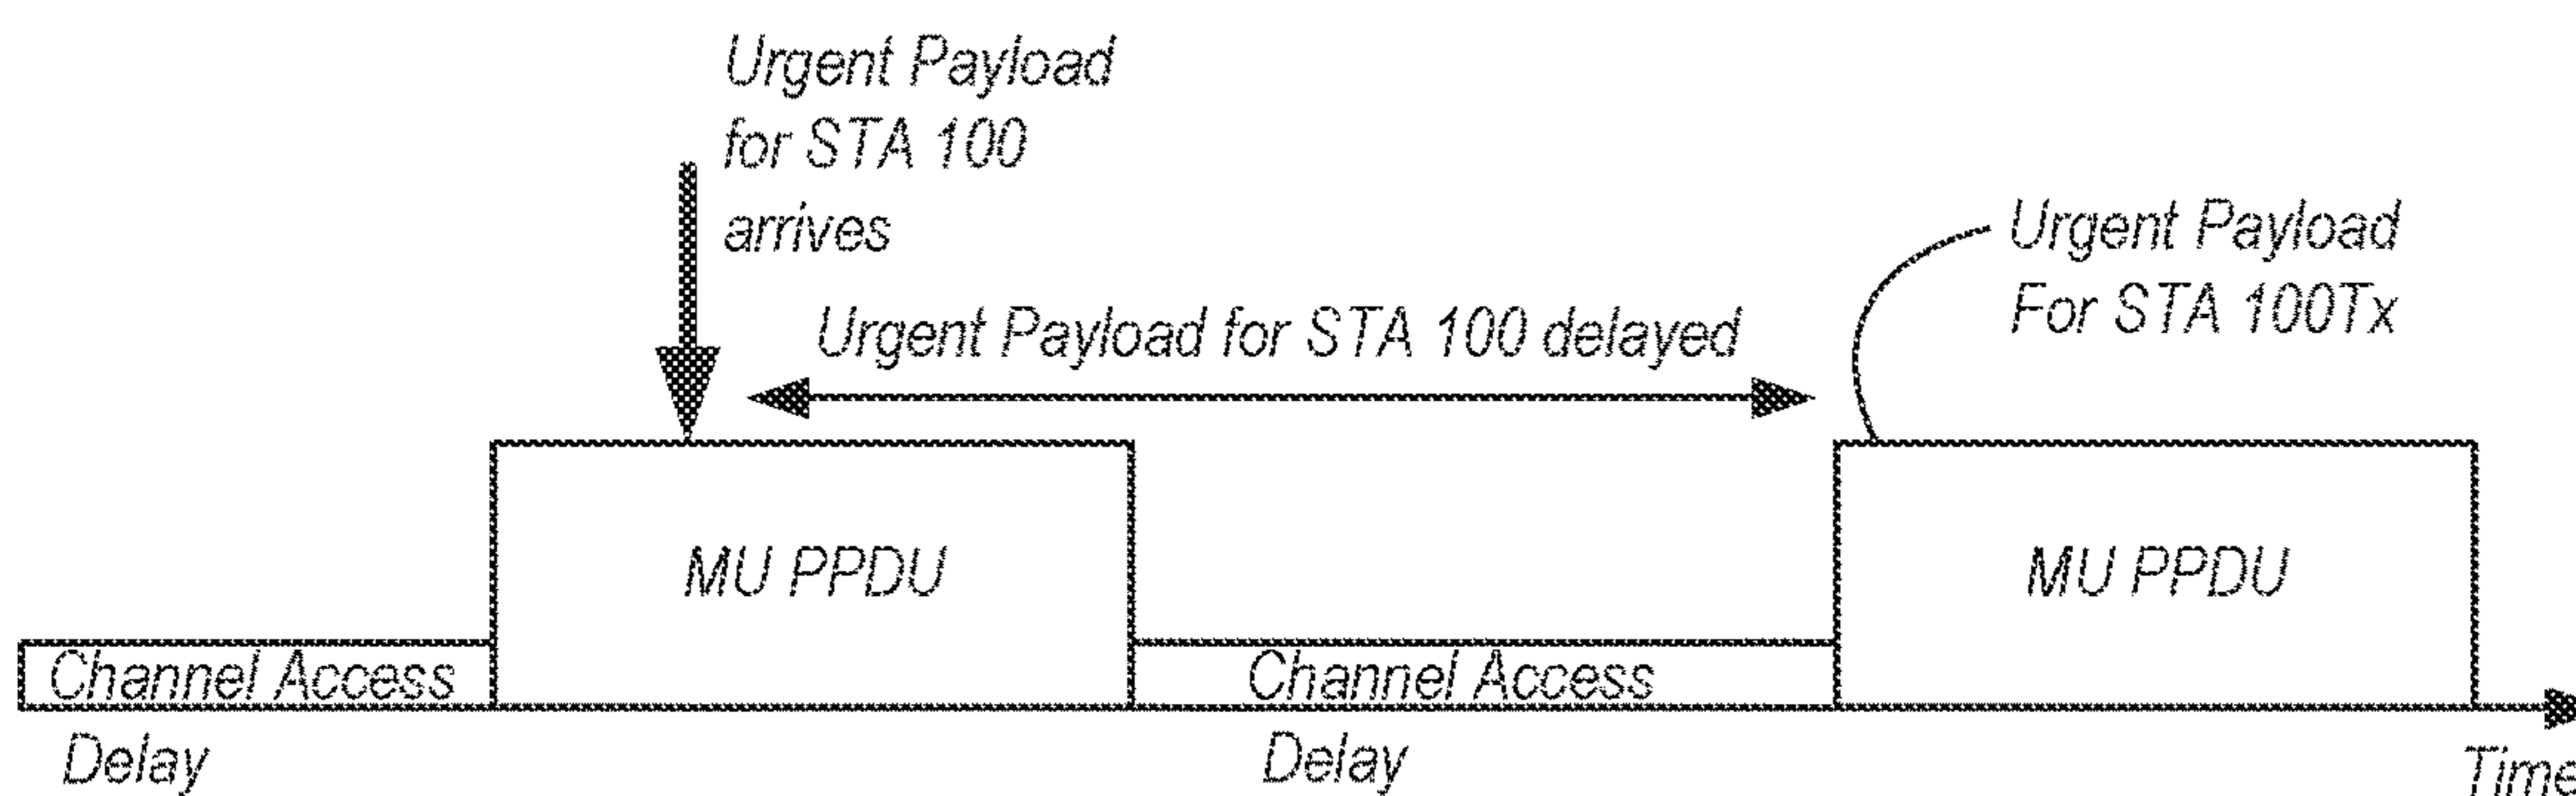 Urgent Payload
for STA 100
arrives
Urgent Payload
For STA 100Tx
Urgent Payload for STA 100 delayed
MU PPDU
MU PPDU
Channel Access
Delay
Channel Access
Delay
Time